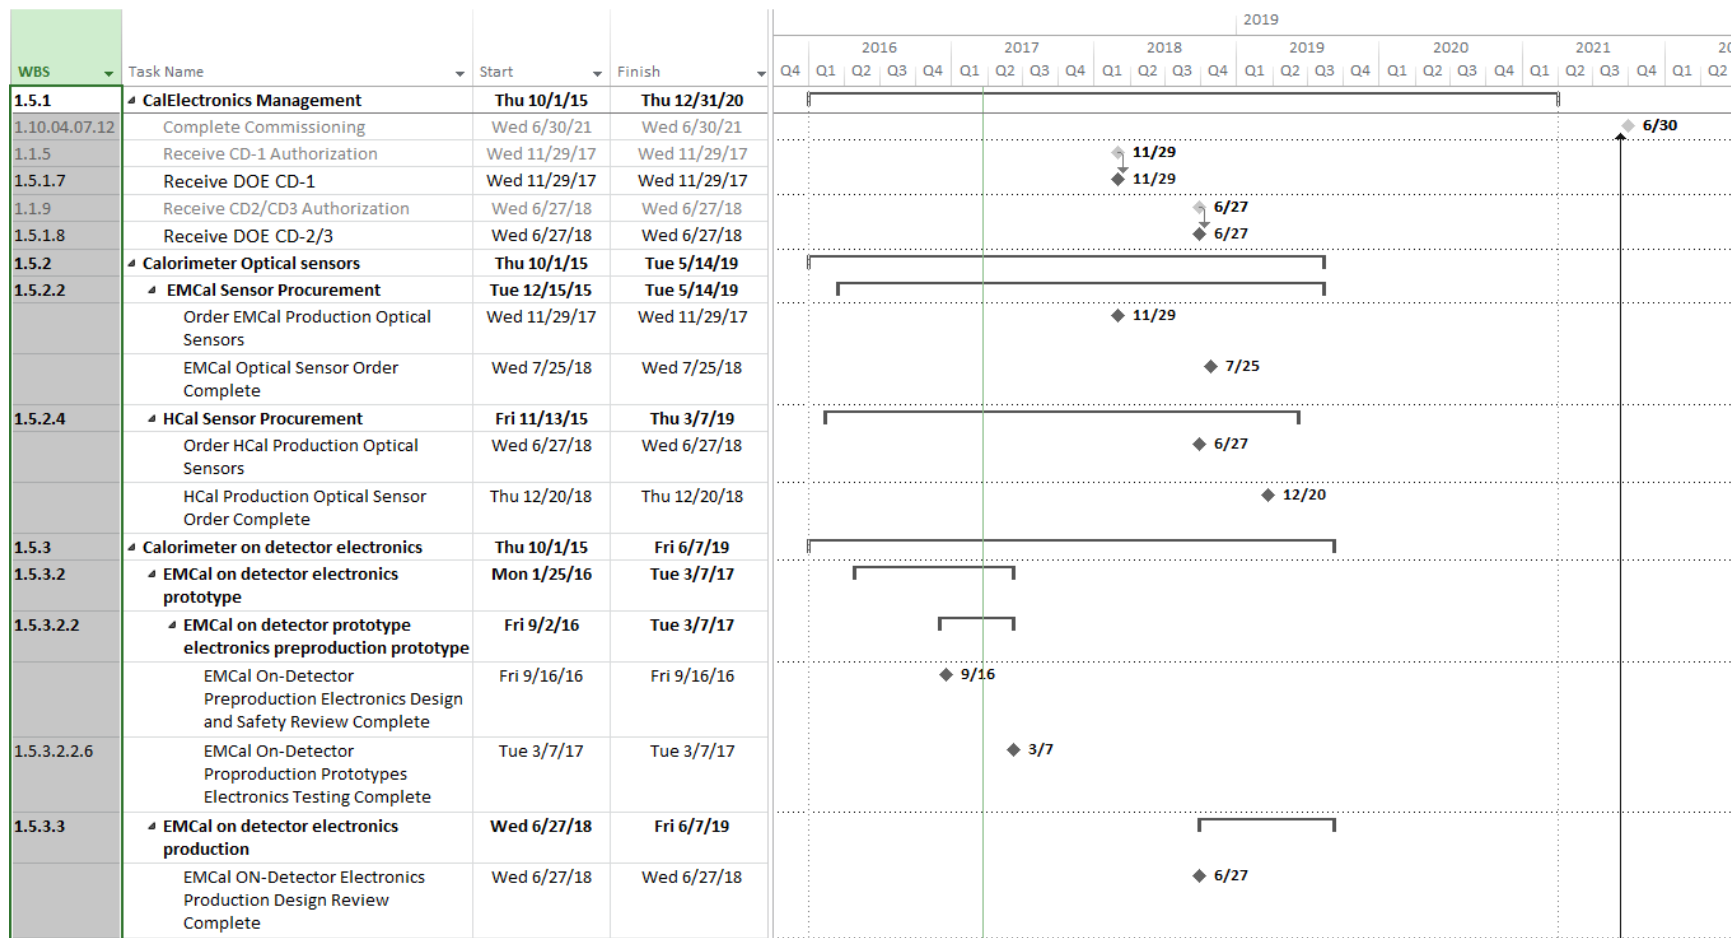 2019
2016 2017 2018 2019 2020 2021 20
WBS Task Name Start Finish Q4 Q1 Q2 Q3 Q4 Q1 Q2 Q3 Q4 Q1 Q2 Q3 Q4 Q1 Q2 Q3 Q4 Q1 Q2 Q3 Q4 Q1 Q2 Q3 Q4 Q1 Q2
1.5.1 CalElectronics Management Thu 10/1/15 Thu 12/31/20
1.10.04.07.12 Complete Commissioning Wed 6/30/21 Wed 6/30/21 6/30
1.1.5 Receive CD-1 Authorization Wed 11/29/17 Wed 11/29/17 11/29
1.5.1.7 Receive DOE CD-1 Wed 11/29/17 Wed 11/29/17 11/29
1.1.9 Receive CD2/CD3 Authorization Wed 6/27/18 Wed 6/27/18 6/27
1.5.1.8 Receive DOE CD-2/3 Wed 6/27/18 Wed 6/27/18 6/27
1.5.2 Calorimeter Optical sensors Thu 10/1/15 Tue 5/14/19
1.5.2.2 EMCal Sensor Procurement Tue 12/15/15 Tue 5/14/19
Order EMCal Production Optical Wed 11/29/17 Wed 11/29/17 11/29
Sensors
EMCal Optical Sensor Order Wed 7/25/18 Wed 7/25/18 7/25
Complete
1.5.2.4 HCal Sensor Procurement Fri 11/13/15 Thu 3/7/19
Order HCal Production Optical Wed 6/27/18 Wed 6/27/18 6/27
Sensors
HCal Production Optical Sensor Thu 12/20/18 Thu 12/20/18 12/20
Order Complete
1.5.3 Calorimeter on detector electronics Thu 10/1/15 Fri 6/7/19
1.5.3.2 EMCal on detector electronics Mon 1/25/16 Tue 3/7/17
prototype
1.5.3.2.2 EMCal on detector prototype Fri 9/2/16 Tue 3/7/17
electronics preproduction prototype
EMCal On-Detector Fri 9/16/16 Fri 9/16/16 9/16
Preproduction Electronics Design
and Safety Review Complete
1.5.3.2.2.6 EMCal On-Detector Tue 3/7/17 Tue 3/7/17 3/7
Proproduction Prototypes
Electronics Testing Complete
1.5.3.3 EMCal on detector electronics Wed 6/27/18 Fri 6/7/19
production
EMCal ON-Detector Electronics Wed 6/27/18 Wed 6/27/18 6/27
Production Design Review
Complete